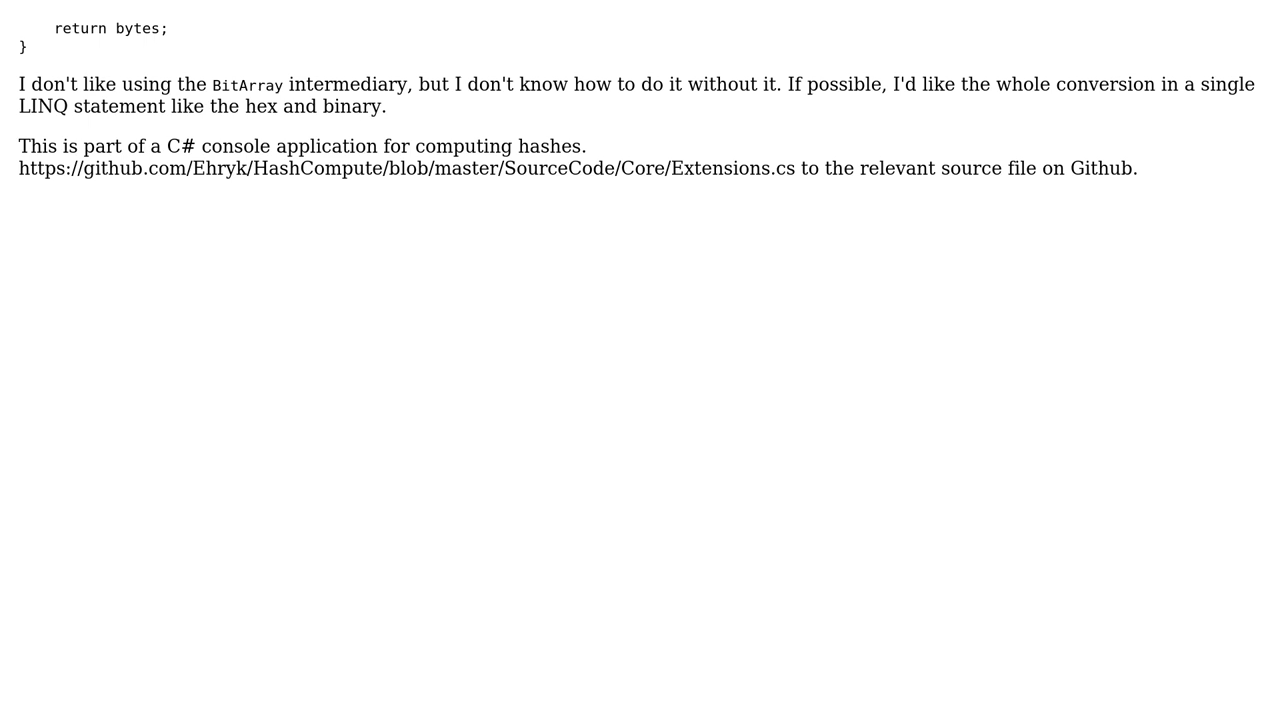 return bytes;
}
I don't like using the BitArray intermediary, but I don't know how to do it without it. If possible, I'd like the whole conversion in a single
LINQ statement like the hex and binary.
This is part of a C# console application for computing hashes.
https://github.com/Ehryk/HashCompute/blob/master/SourceCode/Core/Extensions.cs to the relevant source file on Github.